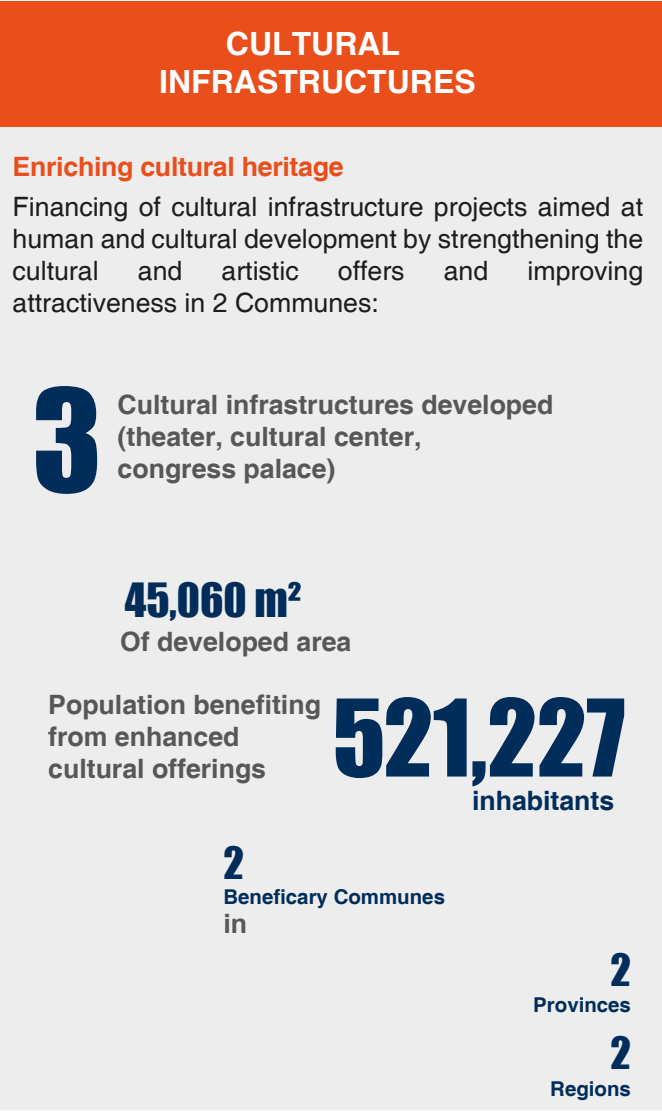 CULTURAL
INFRASTRUCTURES
Enriching cultural heritage
Financing of cultural infrastructure projects aimed at
human and cultural development by strengthening the
cultural and artistic offers and improving
attractiveness in 2 Communes:
3
Cultural infrastructures developed
(theater, cultural center,
congress palace)
45,060 m²
Of developed area
Population benefiting
from enhanced
cultural offerings
521,227
inhabitants
2
Beneficary Communes
in
2
Provinces
2
Regions